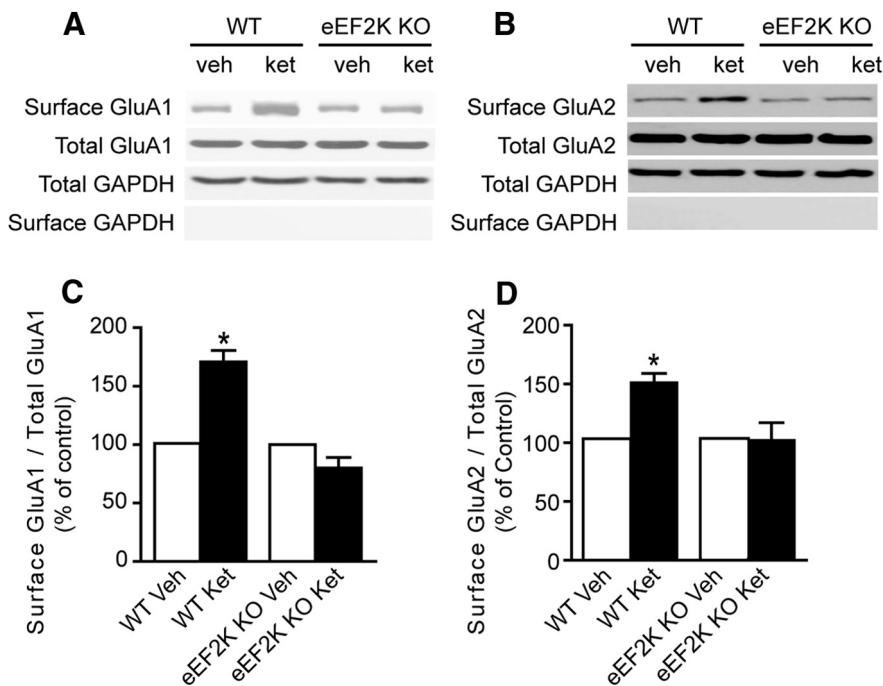 A
WT
eEF2K KO
veh
ket
veh
ket
Surface GluA1
Total GluA1
Total GAPDH
Surface GAPDH
B
WT
eEF2K KO
veh
ket
veh
ket
Surface GluA2
Total GluA2
Total GAPDH
Surface GAPDH
C
Surface GluA1 / Total GluA1
(% of control)
200
150
100
50
0
*
WT Veh
WT Ket
eEF2K KO Veh
eEF2K KO Ket
D
Surface GluA2 / Total GluA2
(% of Control)
200
150
100
50
0
*
WT Veh
WT Ket
eEF2K KO Veh
eEF2K KO Ket